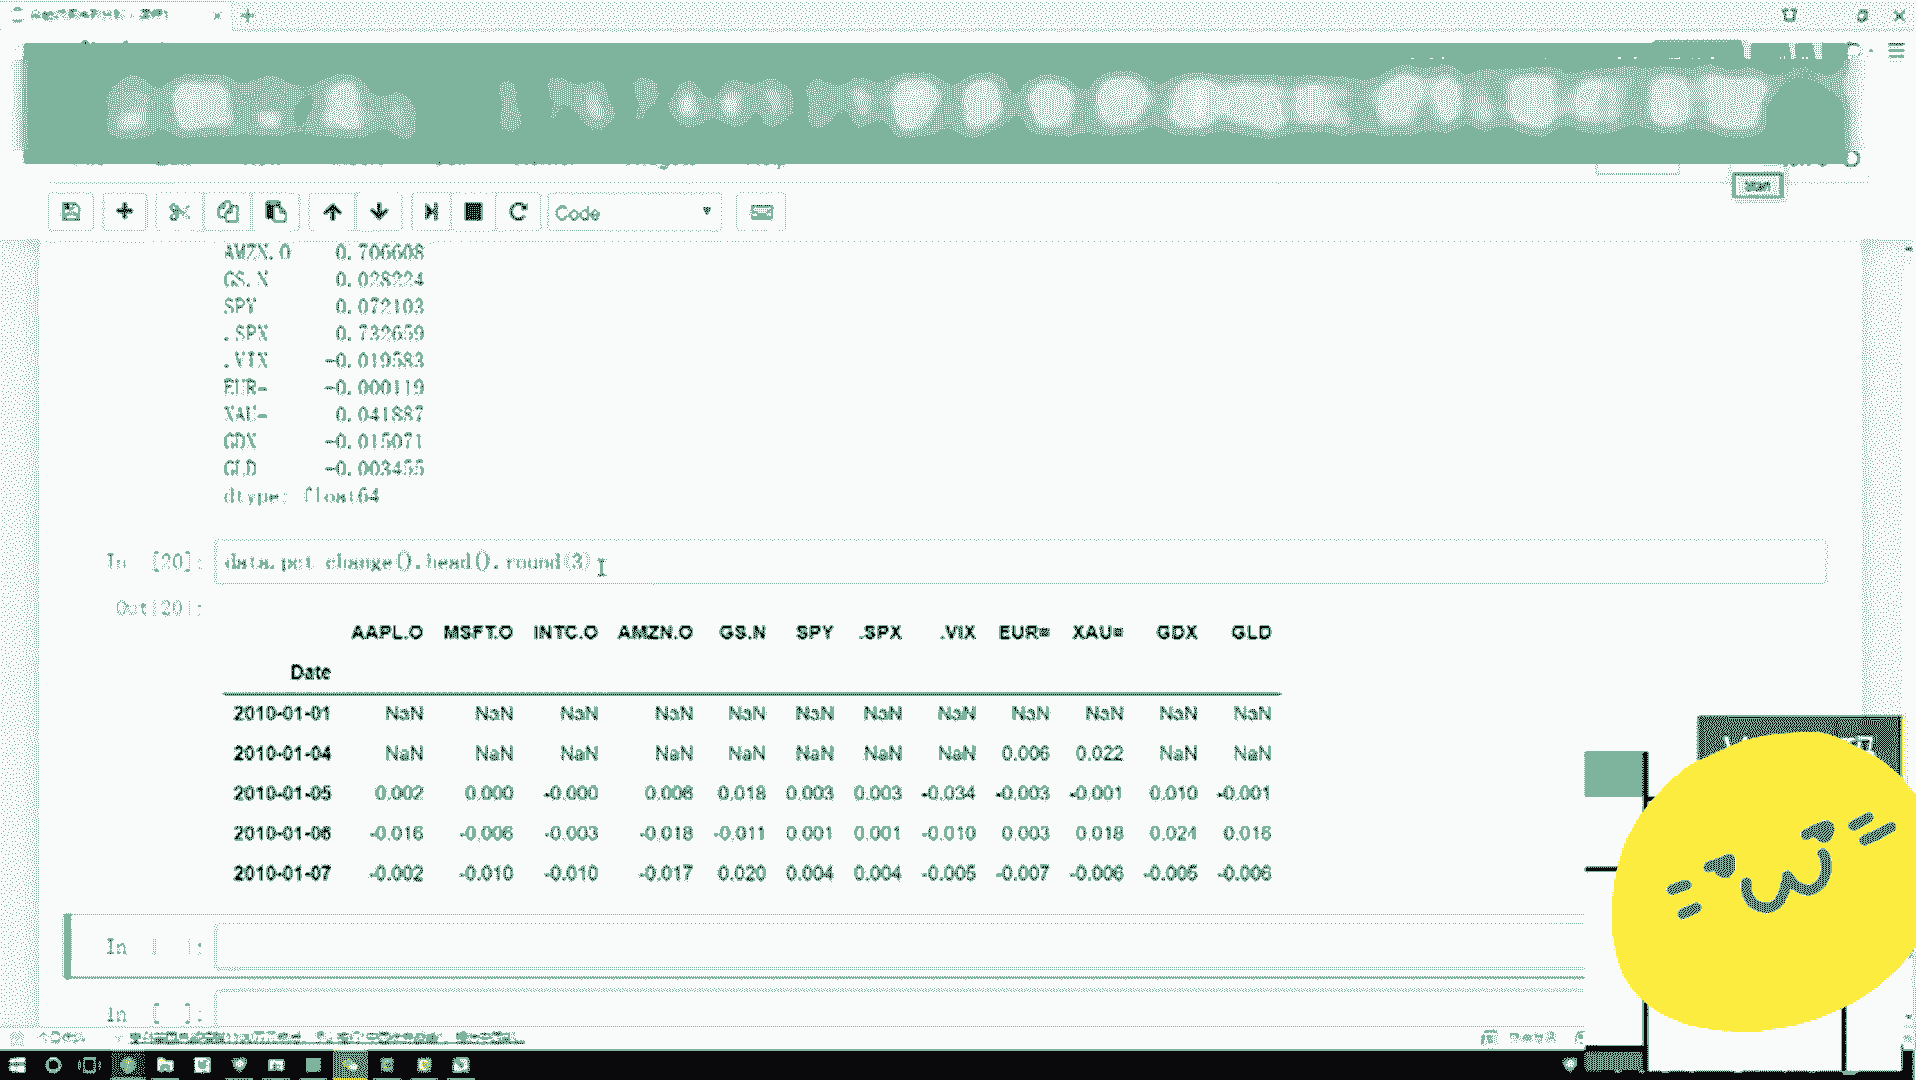 Code
AMZN.O 0.706608
GS.N 0.028224
SPY 0.072103
.SPX 0.732659
.VIX -0.019583
EUR= -0.000119
XAU= 0.041887
GDX -0.015071
GLD -0.003455
dtype: float64
In [20]: data.pct_change().head().round(3)
Out[20]:
AAPL.O MSFT.O INTC.O AMZN.O GS.N SPY .SPX .VIX EUR= XAU= GDX GLD
Date
2010-01-01 NaN NaN NaN NaN NaN NaN NaN NaN NaN NaN NaN NaN
2010-01-04 NaN NaN NaN NaN NaN NaN NaN NaN 0.006 0.022 NaN NaN
2010-01-05 0.002 0.000 -0.000 0.006 0.018 0.003 0.003 -0.034 -0.003 -0.001 0.010 -0.001
2010-01-06 -0.016 -0.006 -0.003 -0.018 -0.011 0.001 0.001 -0.010 0.003 0.018 0.024 0.016
2010-01-07 -0.002 -0.010 -0.010 -0.017 0.020 0.004 0.004 -0.005 -0.007 -0.006 -0.005 -0.006
In [ ]:
In [ ]: